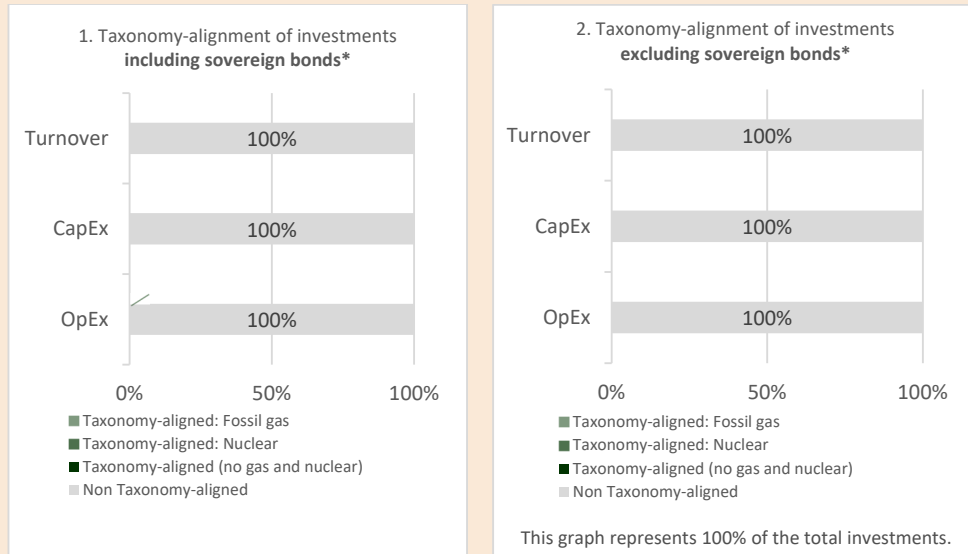 1. Taxonomy-alignment of investments
including sovereign bonds*
Turnover
100%
CapEx
100%
OpEx
100%
0%
50%
100%
Taxonomy-aligned: Fossil gas
Taxonomy-aligned: Nuclear
Taxonomy-aligned (no gas and nuclear)
Non Taxonomy-aligned
2. Taxonomy-alignment of investments
excluding sovereign bonds*
Turnover
100%
CapEx
100%
OpEx
100%
0%
50%
100%
Taxonomy-aligned: Fossil gas
Taxonomy-aligned: Nuclear
Taxonomy-aligned (no gas and nuclear)
Non Taxonomy-aligned
This graph represents 100% of the total investments.